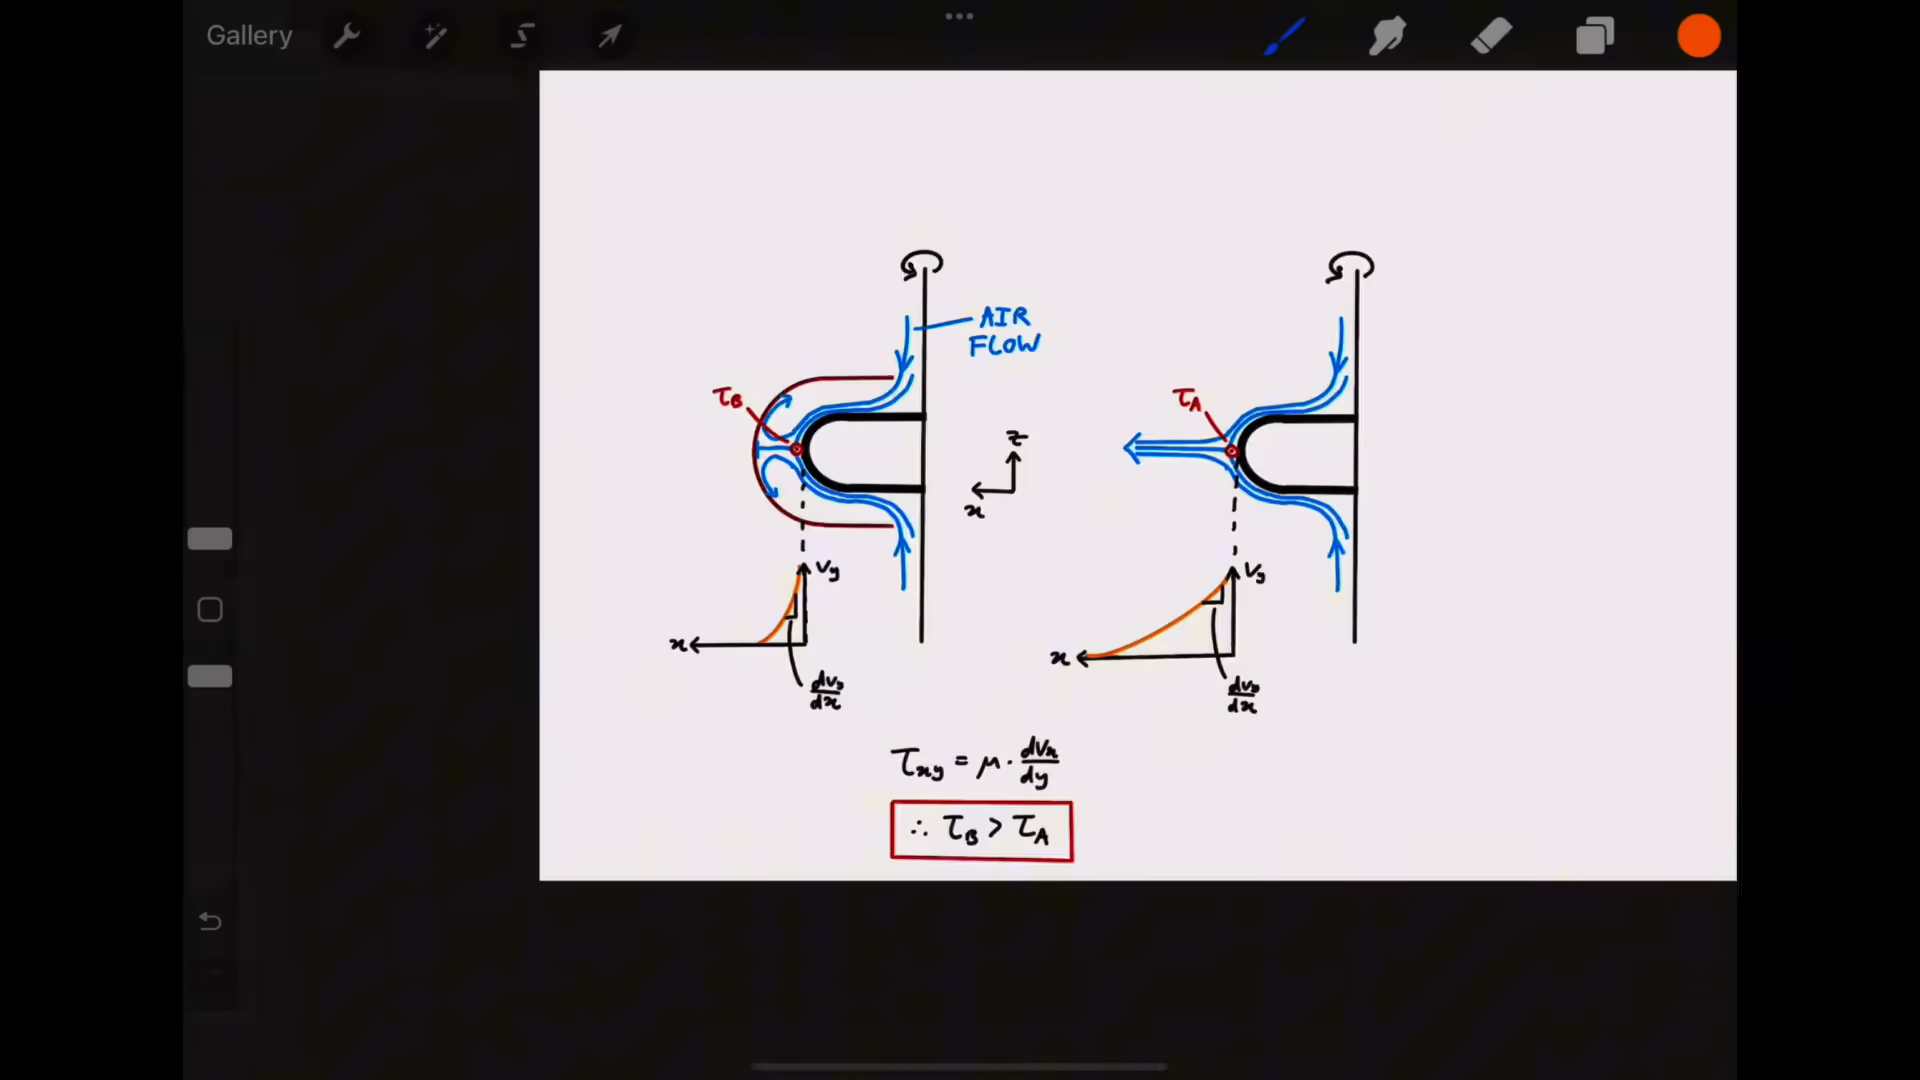 Gallery
AIR
FLOW
τB
τA
z
x
vy
vy
x
x
dvy
dx
dvy
dx
τxy = μ · dvx
dy
∴ τB > τA